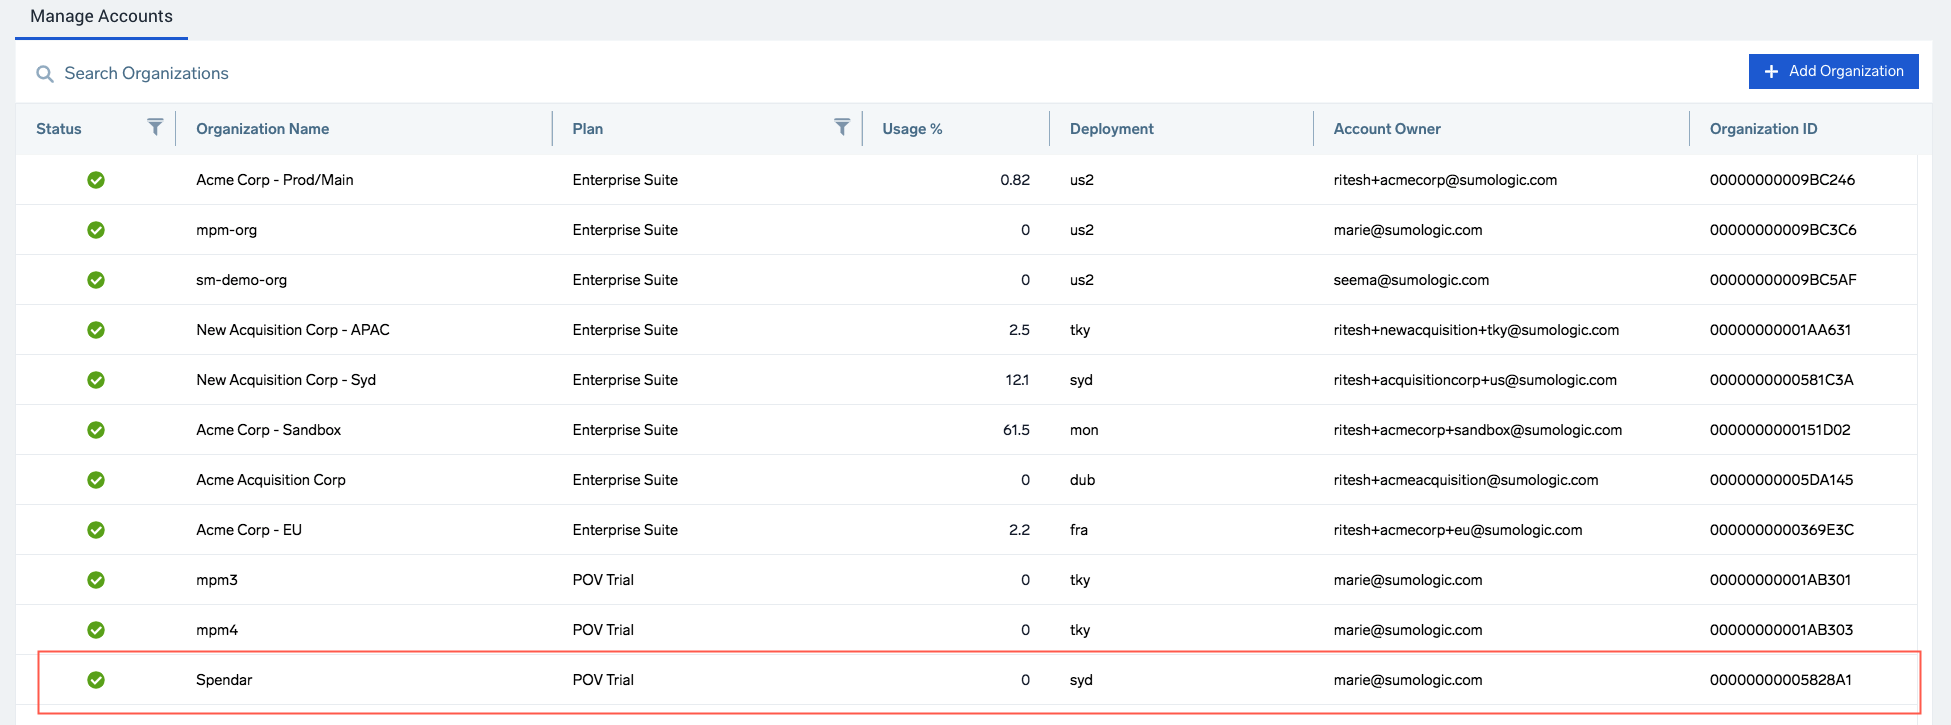 Manage Accounts
Search Organizations
+ Add Organization
Status Organization Name Plan Usage % Deployment Account Owner Organization ID
Acme Corp - Prod/Main Enterprise Suite 0.82 us2 ritesh+acmecorp@sumologic.com 00000000009BC246
mpm-org Enterprise Suite 0 us2 marie@sumologic.com 00000000009BC3C6
sm-demo-org Enterprise Suite 0 us2 seema@sumologic.com 00000000009BC5AF
New Acquisition Corp - APAC Enterprise Suite 2.5 tky ritesh+newacquisition+tky@sumologic.com 00000000001AA631
New Acquisition Corp - Syd Enterprise Suite 12.1 syd ritesh+acquisitioncorp+us@sumologic.com 0000000000581C3A
Acme Corp - Sandbox Enterprise Suite 61.5 mon ritesh+acmecorp+sandbox@sumologic.com 0000000000151D02
Acme Acquisition Corp Enterprise Suite 0 dub ritesh+acmeacquisition@sumologic.com 00000000005DA145
Acme Corp - EU Enterprise Suite 2.2 fra ritesh+acmecorp+eu@sumologic.com 0000000000369E3C
mpm3 POV Trial 0 tky marie@sumologic.com 00000000001AB301
mpm4 POV Trial 0 tky marie@sumologic.com 00000000001AB303
Spendar POV Trial 0 syd marie@sumologic.com 00000000005828A1